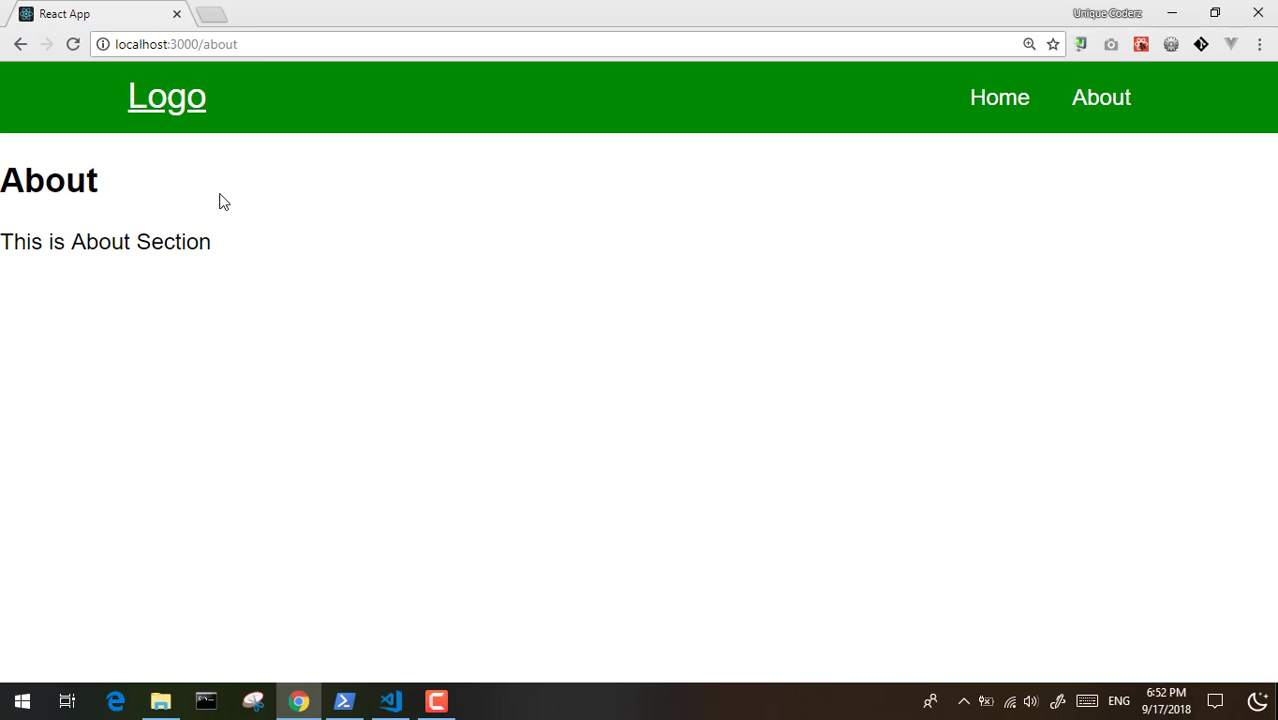 React App
Unique Coderz
localhost:3000/about
Logo
Home
About
About
This is About Section
ENG
6:52 PM
9/17/2018